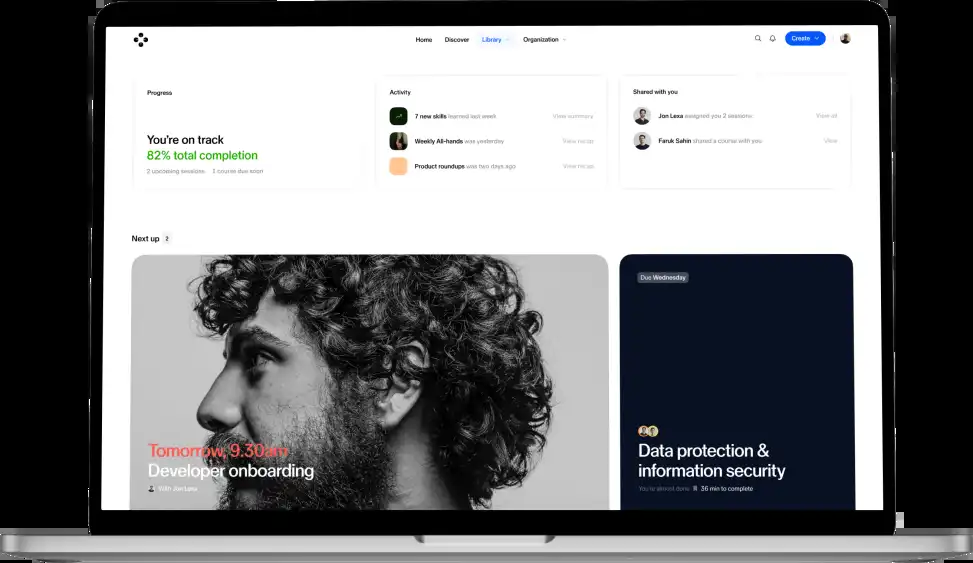 Home Discover Library Organization Create
Progress
You're on track
82% total completion
2 upcoming sessions 1 course due soon
Activity
7 new skills learned last week View summary
Weekly All-hands was yesterday View recap
Product roundups was two days ago View recap
Shared with you
Jon Lexa assigned you 2 sessions View all
Faruk Sahin shared a course with you View
Next up 2
Tomorrow, 9.30am
Developer onboarding
With Jan Lexa
Due Wednesday
Data protection &
information security
You're almost done 36 min to complete